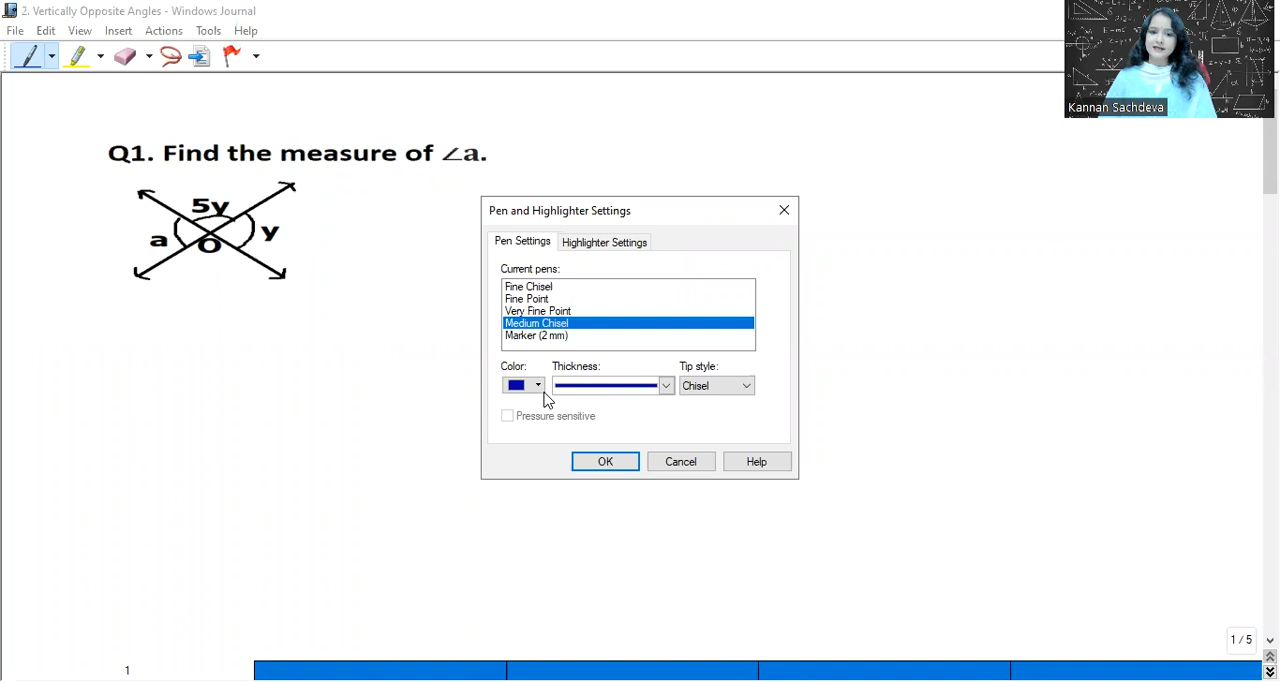 2. Vertically Opposite Angles - Windows Journal
File Edit View Insert Actions Tools Help
Kannan Sachdeva
Q1. Find the measure of ∠a.
5y
a
y
O
Pen and Highlighter Settings
Pen Settings Highlighter Settings
Current pens:
Fine Chisel
Fine Point
Very Fine Point
Medium Chisel
Marker (2 mm)
Color: Thickness: Tip style:
Chisel
Pressure sensitive
OK Cancel Help
1 / 5
1